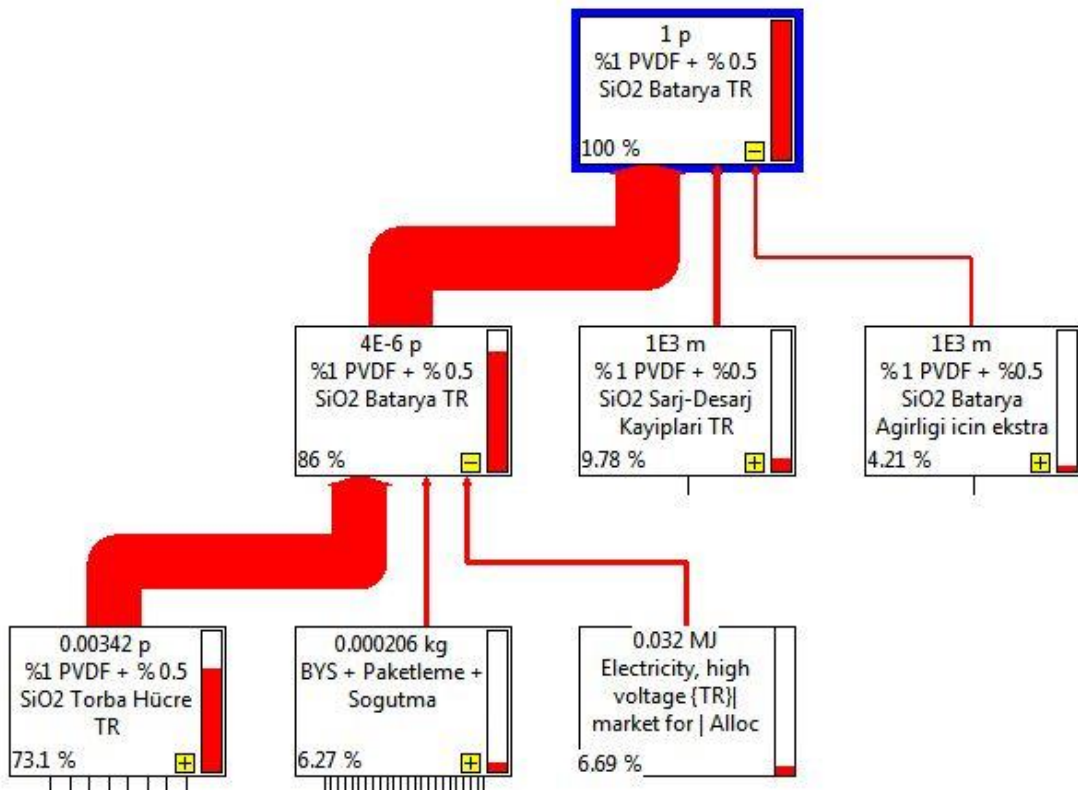 1 p
%1 PVDF + % 0.5
SiO2 Batarya TR
100 %
4E-6 p
%1 PVDF + % 0.5
SiO2 Batarya TR
86 %
1E3 m
% 1 PVDF + %0.5
SiO2 Sarj-Desarj
Kayiplari TR
9.78 %
1E3 m
% 1 PVDF + %0.5
SiO2 Batarya
Agirligi icin ekstra
4.21 %
0.00342 p
%1 PVDF + % 0.5
SiO2 Torba Hücre
TR
73.1 %
0.000206 kg
BYS + Paketleme +
Sogutma
6.27 %
0.032 MJ
Electricity, high
voltage {TR}|
market for | Alloc
6.69 %